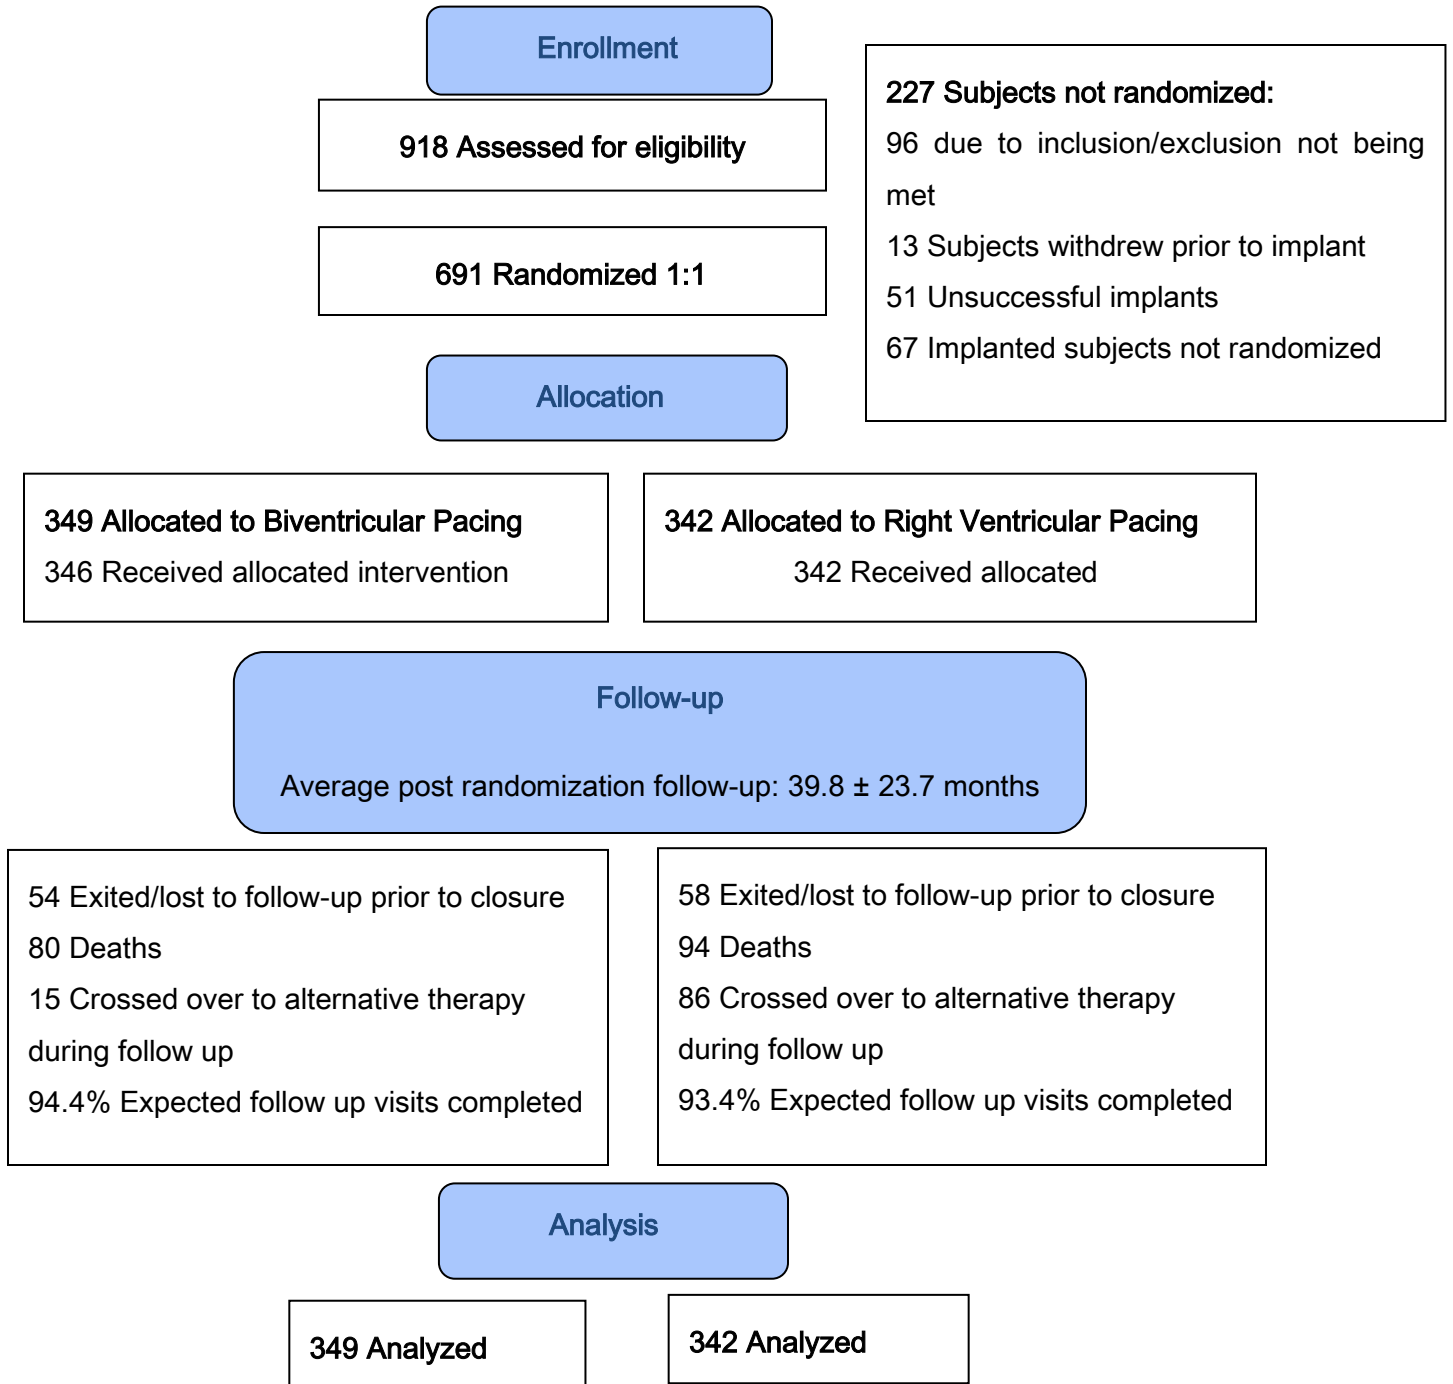 Enrollment
918 Assessed for eligibility
691 Randomized 1:1
227 Subjects not randomized:
96 due to inclusion/exclusion not being
met
13 Subjects withdrew prior to implant
51 Unsuccessful implants
67 Implanted subjects not randomized
Allocation
349 Allocated to Biventricular Pacing
346 Received allocated intervention
342 Allocated to Right Ventricular Pacing
342 Received allocated
Follow-up
Average post randomization follow-up: 39.8 ± 23.7 months
54 Exited/lost to follow-up prior to closure
80 Deaths
15 Crossed over to alternative therapy
during follow up
94.4% Expected follow up visits completed
58 Exited/lost to follow-up prior to closure
94 Deaths
86 Crossed over to alternative therapy
during follow up
93.4% Expected follow up visits completed
Analysis
349 Analyzed
342 Analyzed